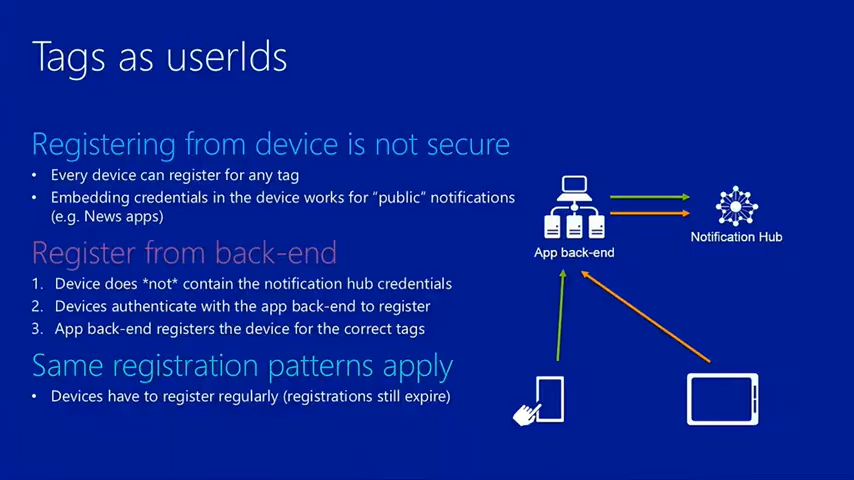 Tags as userIds
Registering from device is not secure
• Every device can register for any tag
• Embedding credentials in the device works for “public” notifications
(e.g. News apps)
Register from back-end
1. Device does *not* contain the notification hub credentials
2. Devices authenticate with the app back-end to register
3. App back-end registers the device for the correct tags
Same registration patterns apply
• Devices have to register regularly (registrations still expire)
App back-end
Notification Hub